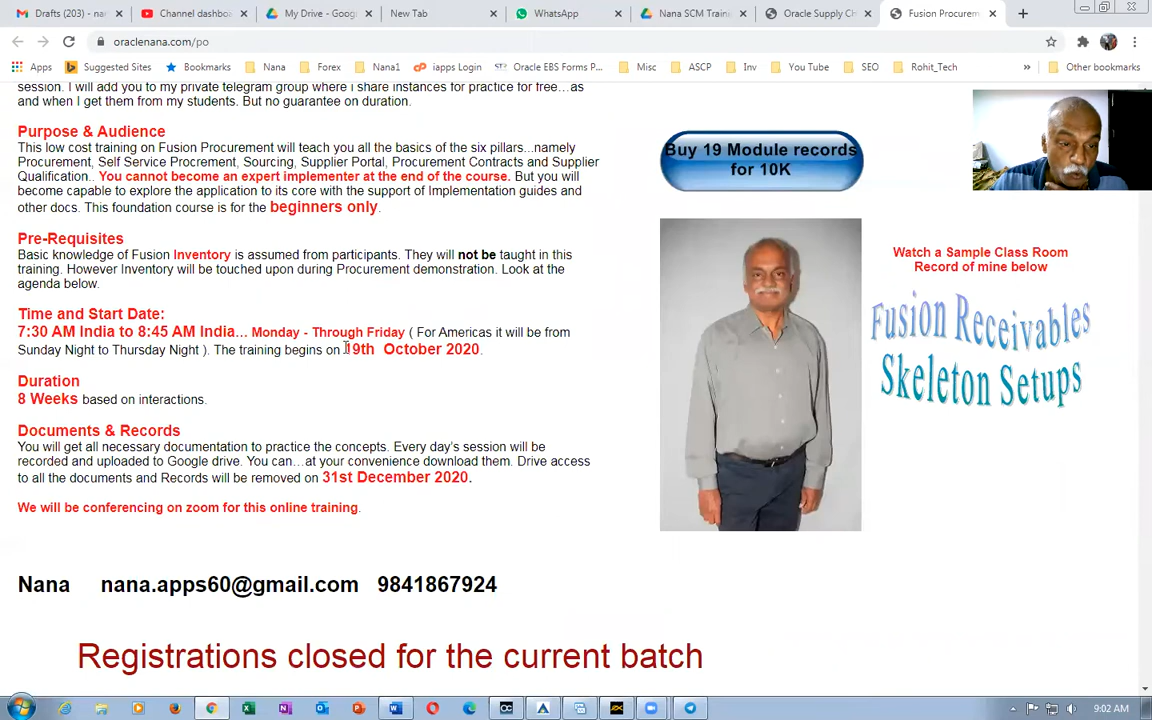 Drafts (203) - nan
Channel dashboa
My Drive - Goog
New Tab
WhatsApp
Nana SCM Traini
Oracle Supply Ch
Fusion Procurem
oraclenana.com/po
Apps
Suggested Sites
Bookmarks
Nana
Forex
Nana1
iapps Login
Oracle EBS Forms P...
Misc
ASCP
Inv
You Tube
SEO
Rohit_Tech
»
Other bookmarks
session. I will add you to my private telegram group where I share instances for practice for free…as
and when I get them from my students. But no guarantee on duration.
Purpose & Audience
This low cost training on Fusion Procurement will teach you all the basics of the six pillars...namely
Procurement, Self Service Procrement, Sourcing, Supplier Portal, Procurement Contracts and Supplier
Qualification.. You cannot become an expert implementer at the end of the course. But you will
become capable to explore the application to its core with the support of Implementation guides and
other docs. This foundation course is for the beginners only.
Pre-Requisites
Basic knowledge of Fusion Inventory is assumed from participants. They will not be taught in this
training. However Inventory will be touched upon during Procurement demonstration. Look at the
agenda below.
Time and Start Date:
7:30 AM India to 8:45 AM India... Monday - Through Friday ( For Americas it will be from
Sunday Night to Thursday Night ). The training begins on 19th October 2020.
Duration
8 Weeks based on interactions.
Documents & Records
You will get all necessary documentation to practice the concepts. Every day's session will be
recorded and uploaded to Google drive. You can…at your convenience download them. Drive access
to all the documents and Records will be removed on 31st December 2020.
We will be conferencing on zoom for this online training.
Nana nana.apps60@gmail.com 9841867924
Registrations closed for the current batch
Buy 19 Module records
for 10K
Watch a Sample Class Room
Record of mine below
Fusion Receivables
Skeleton Setups
9:02 AM